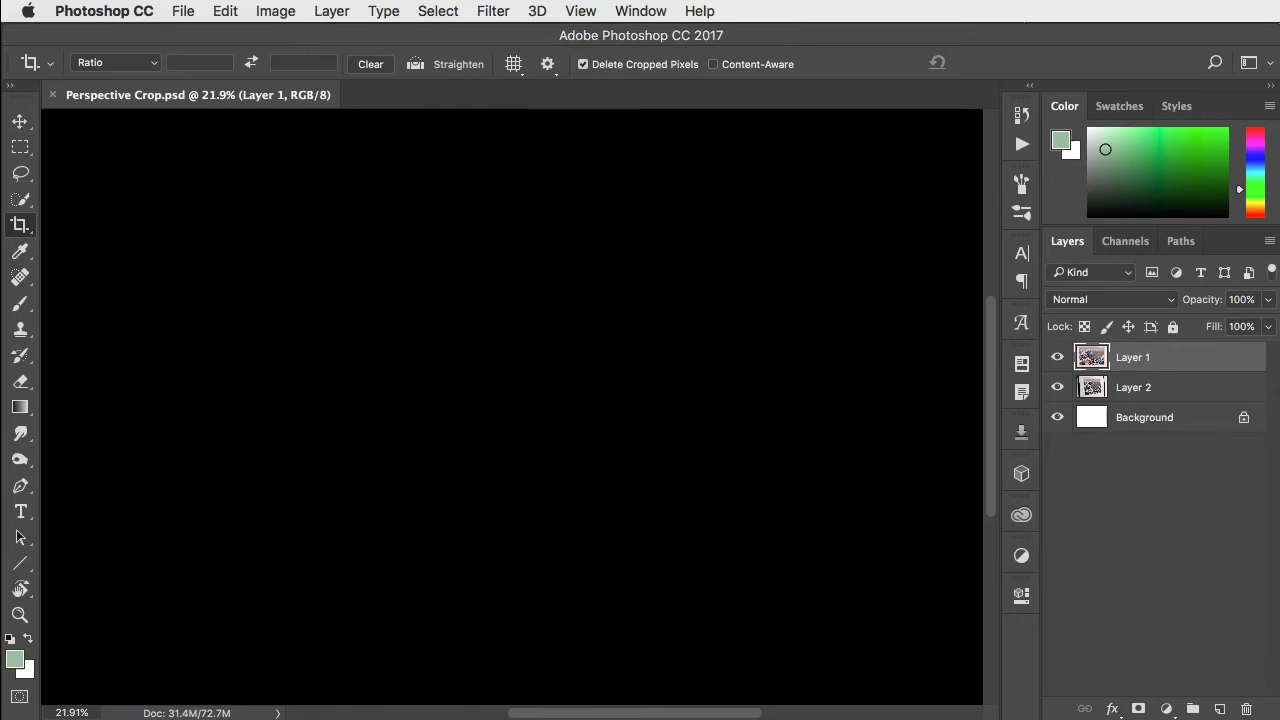 Photoshop CC File Edit Image Layer Type Select Filter 3D View Window Help
Adobe Photoshop CC 2017
Ratio Clear Straighten Delete Cropped Pixels Content-Aware
Perspective Crop.psd @ 21.9% (Layer 1, RGB/8)
Color Swatches Styles
Layers Channels Paths
Kind
Normal Opacity: 100%
Lock: Fill: 100%
Layer 1
Layer 2
Background
21.91% Doc: 31.4M/72.7M